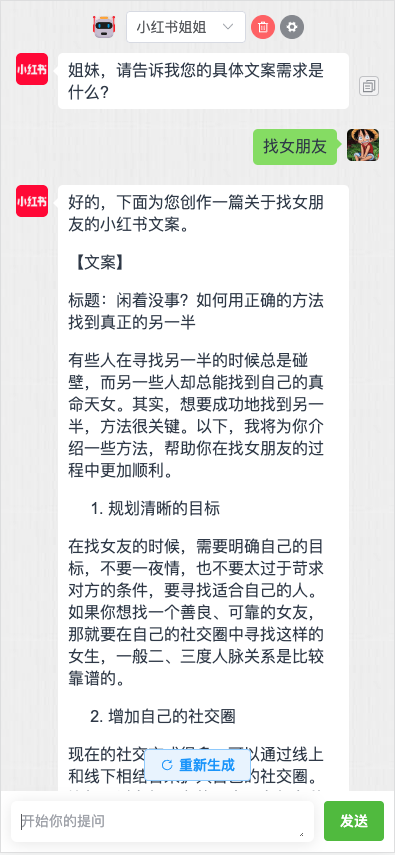 小红书姐姐
小红书
姐妹，请告诉我您的具体文案需求是
什么？
找女朋友
小红书
好的，下面为您创作一篇关于找女朋
友的小红书文案。
【文案】
标题：闲着没事？如何用正确的方法
找到真正的另一半
有些人在寻找另一半的时候总是碰
壁，而另一些人却总能找到自己的真
命天女。其实，想要成功地找到另一
半，方法很关键。以下，我将为你介
绍一些方法，帮助你在找女朋友的过
程中更加顺利。
1. 规划清晰的目标
在找女友的时候，需要明确自己的目
标，不要一夜情，也不要太过于苛求
对方的条件，要寻找适合自己的人。
如果你想找一个善良、可靠的女友，
那就要在自己的社交圈中寻找这样的
女生，一般二、三度人脉关系是比较
靠谱的。
2. 增加自己的社交圈
现在的社交
可以通过线上
重新生成
和线下相结
自己的社交圈。
开始你的提问
发送